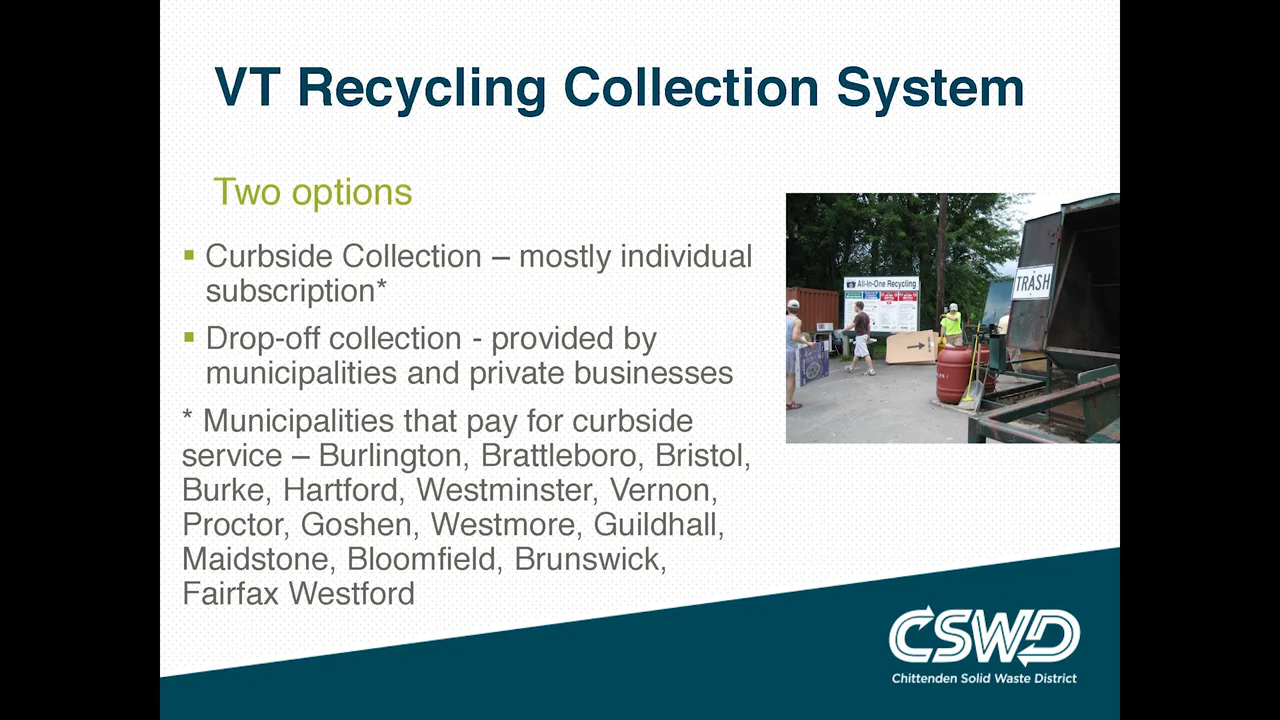 VT Recycling Collection System
Two options
▪ Curbside Collection – mostly individual
subscription*
▪ Drop-off collection - provided by
municipalities and private businesses
* Municipalities that pay for curbside
service – Burlington, Brattleboro, Bristol,
Burke, Hartford, Westminster, Vernon,
Proctor, Goshen, Westmore, Guildhall,
Maidstone, Bloomfield, Brunswick,
Fairfax Westford
All-In-One Recycling
TRASH
CSWD
Chittenden Solid Waste District